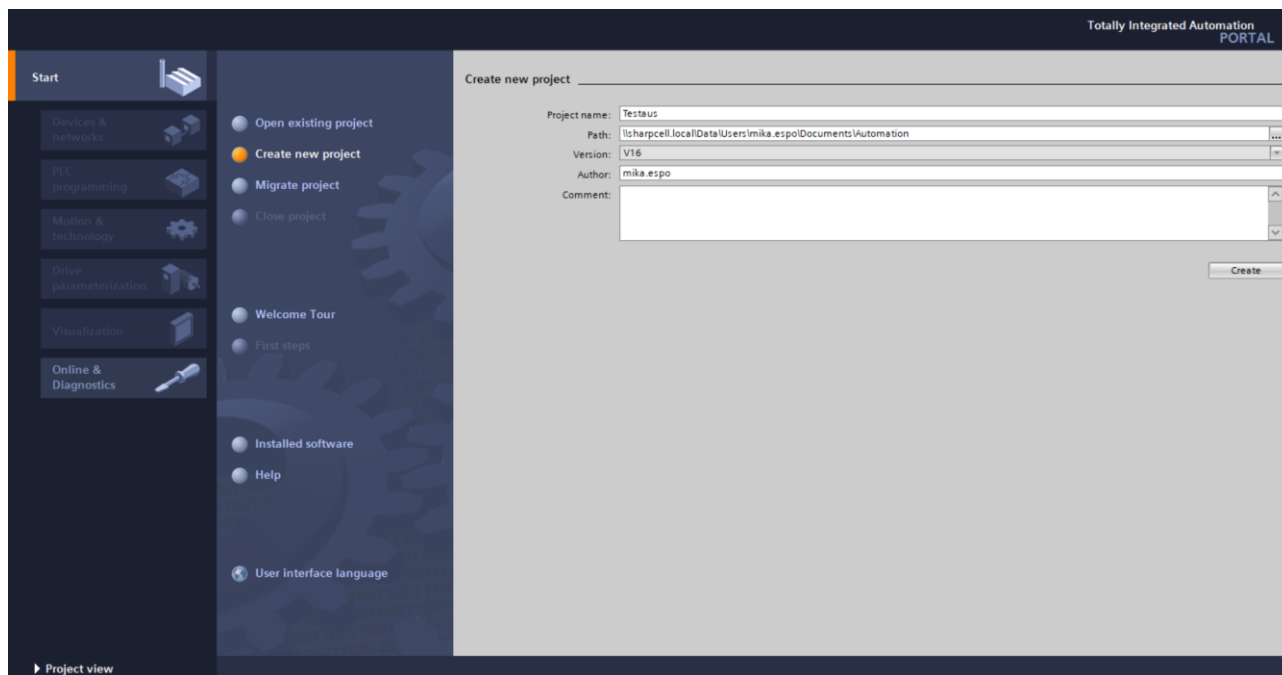 Totally Integrated Automation
PORTAL
Start
Devices &
networks
PLC
programming
Motion &
technology
Drive
parameterization
Visualization
Online &
Diagnostics
Open existing project
Create new project
Migrate project
Close project
Welcome Tour
First steps
Installed software
Help
User interface language
Create new project
Project name: Testaus
Path: \\sharpcell.local\Data\Users\mika.espo\Documents\Automation ...
Version: V16
Author: mika.espo
Comment:
Create
Project view